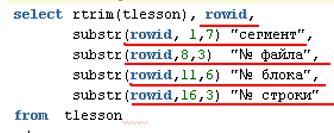 select rtrim(tlesson), rowid,
substr(rowid, 1,7) "сегмент",
substr(rowid,8,3) "№ файла",
substr(rowid,11,6) "№ блока",
substr(rowid,16,3) "№ строки"
from tlesson